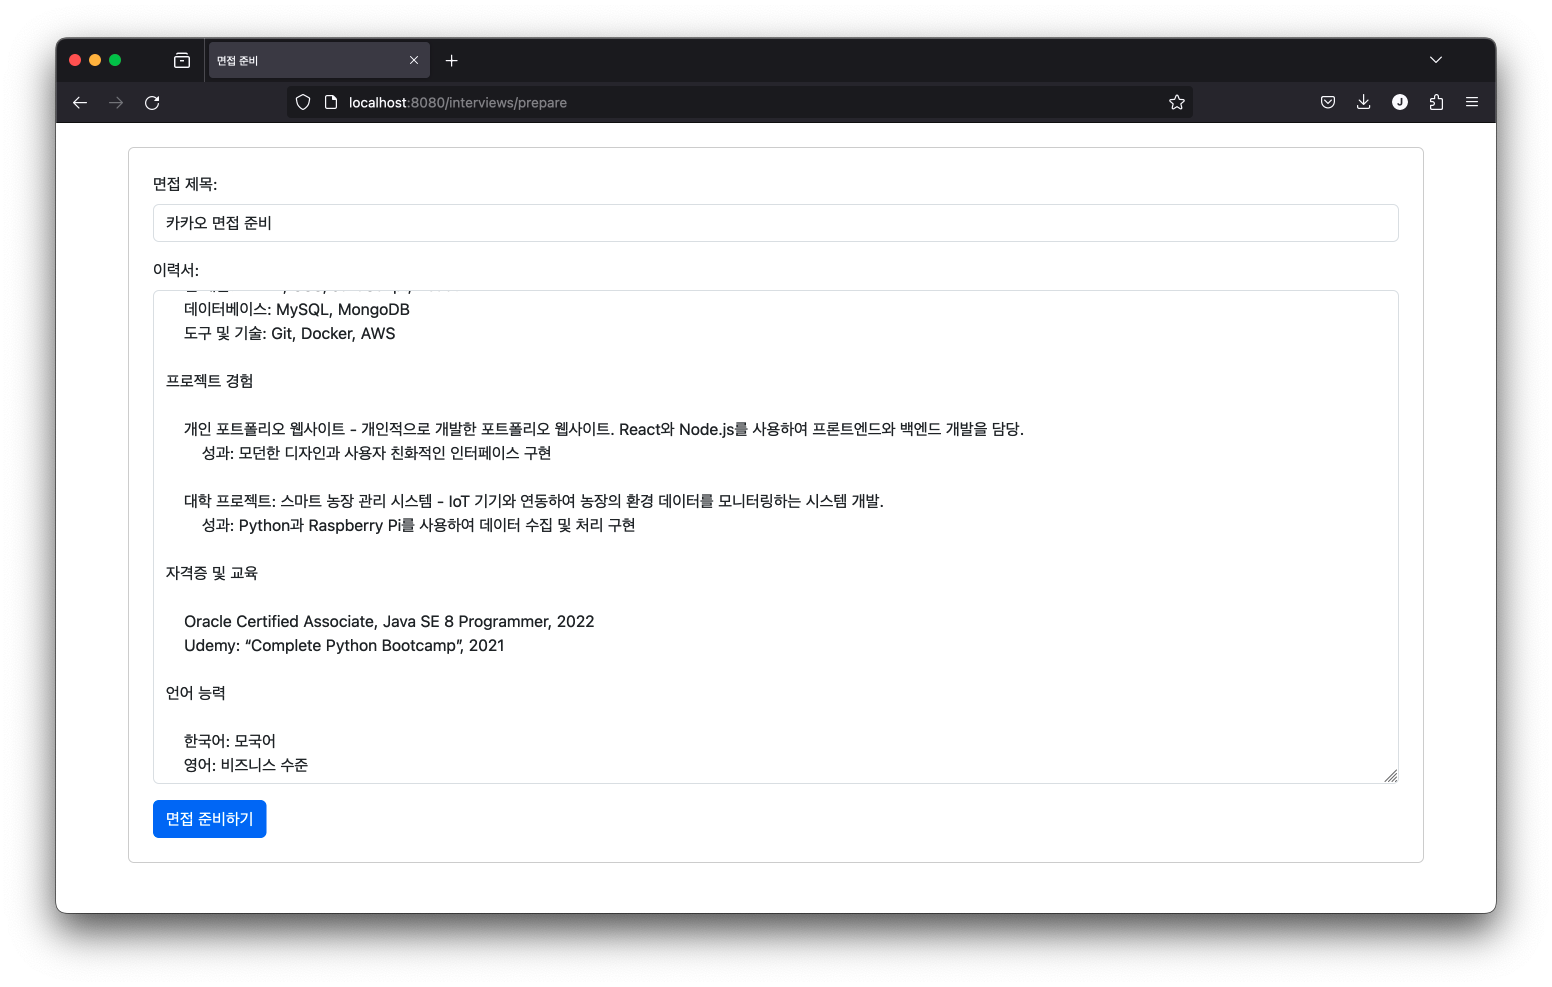 면접 준비
localhost:8080/interviews/prepare
J
면접 제목:
카카오 면접 준비
이력서:
데이터베이스: MySQL, MongoDB
도구 및 기술: Git, Docker, AWS
프로젝트 경험
개인 포트폴리오 웹사이트 - 개인적으로 개발한 포트폴리오 웹사이트. React와 Node.js를 사용하여 프론트엔드와 백엔드 개발을 담당.
성과: 모던한 디자인과 사용자 친화적인 인터페이스 구현
대학 프로젝트: 스마트 농장 관리 시스템 - IoT 기기와 연동하여 농장의 환경 데이터를 모니터링하는 시스템 개발.
성과: Python과 Raspberry Pi를 사용하여 데이터 수집 및 처리 구현
자격증 및 교육
Oracle Certified Associate, Java SE 8 Programmer, 2022
Udemy: “Complete Python Bootcamp”, 2021
언어 능력
한국어: 모국어
영어: 비즈니스 수준
면접 준비하기